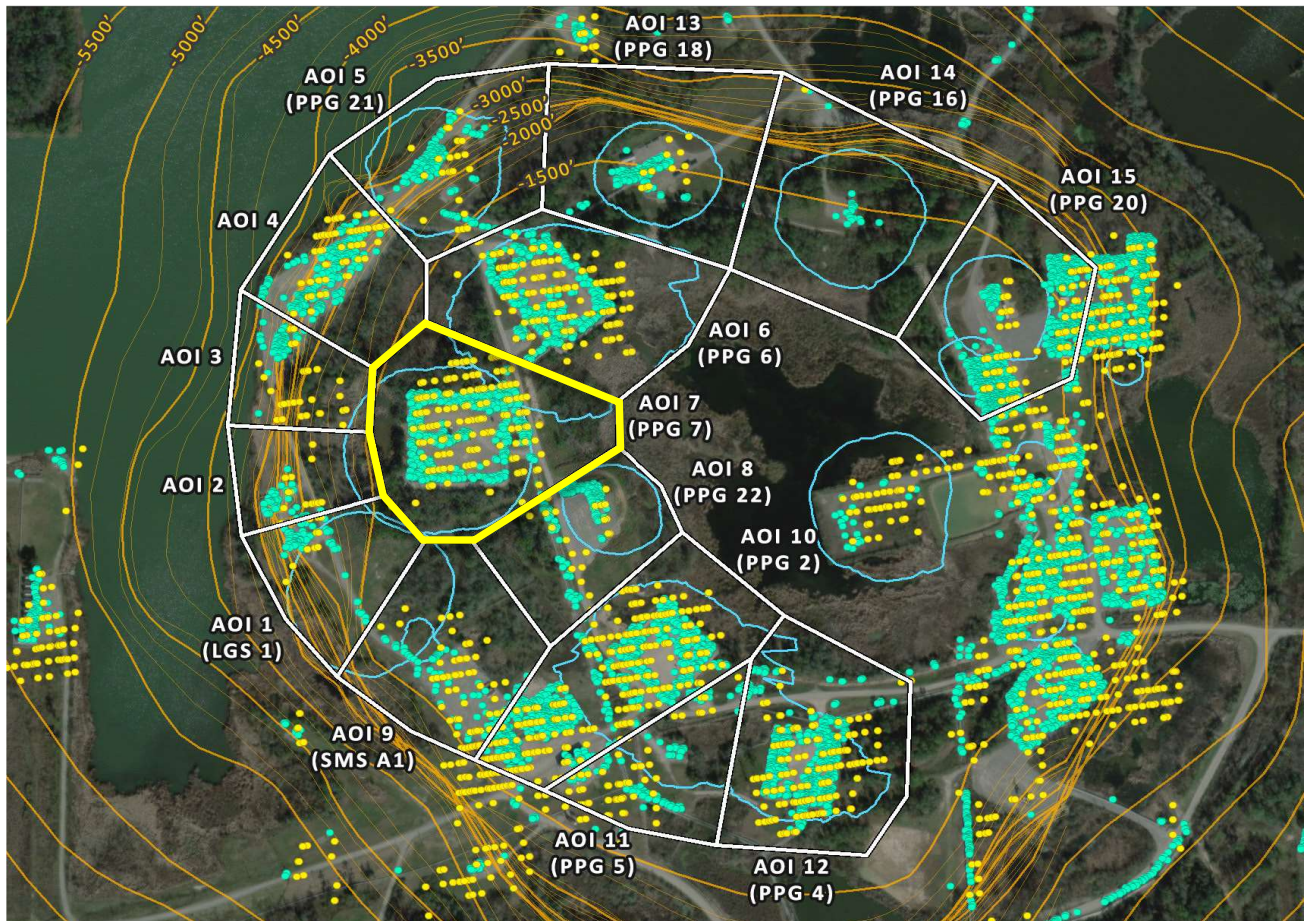 -5500'
-5000'
-4500'
-4000'
-3500'
-3000'
-2500'
-2000'
-1500'
AOI 13
(PPG 18)
AOI 14
(PPG 16)
AOI 5
(PPG 21)
AOI 15
(PPG 20)
AOI 4
AOI 3
AOI 6
(PPG 6)
AOI 7
(PPG 7)
AOI 2
AOI 8
(PPG 22)
AOI 10
(PPG 2)
AOI 1
(LGS 1)
AOI 9
(SMS A1)
AOI 11
(PPG 5)
AOI 12
(PPG 4)